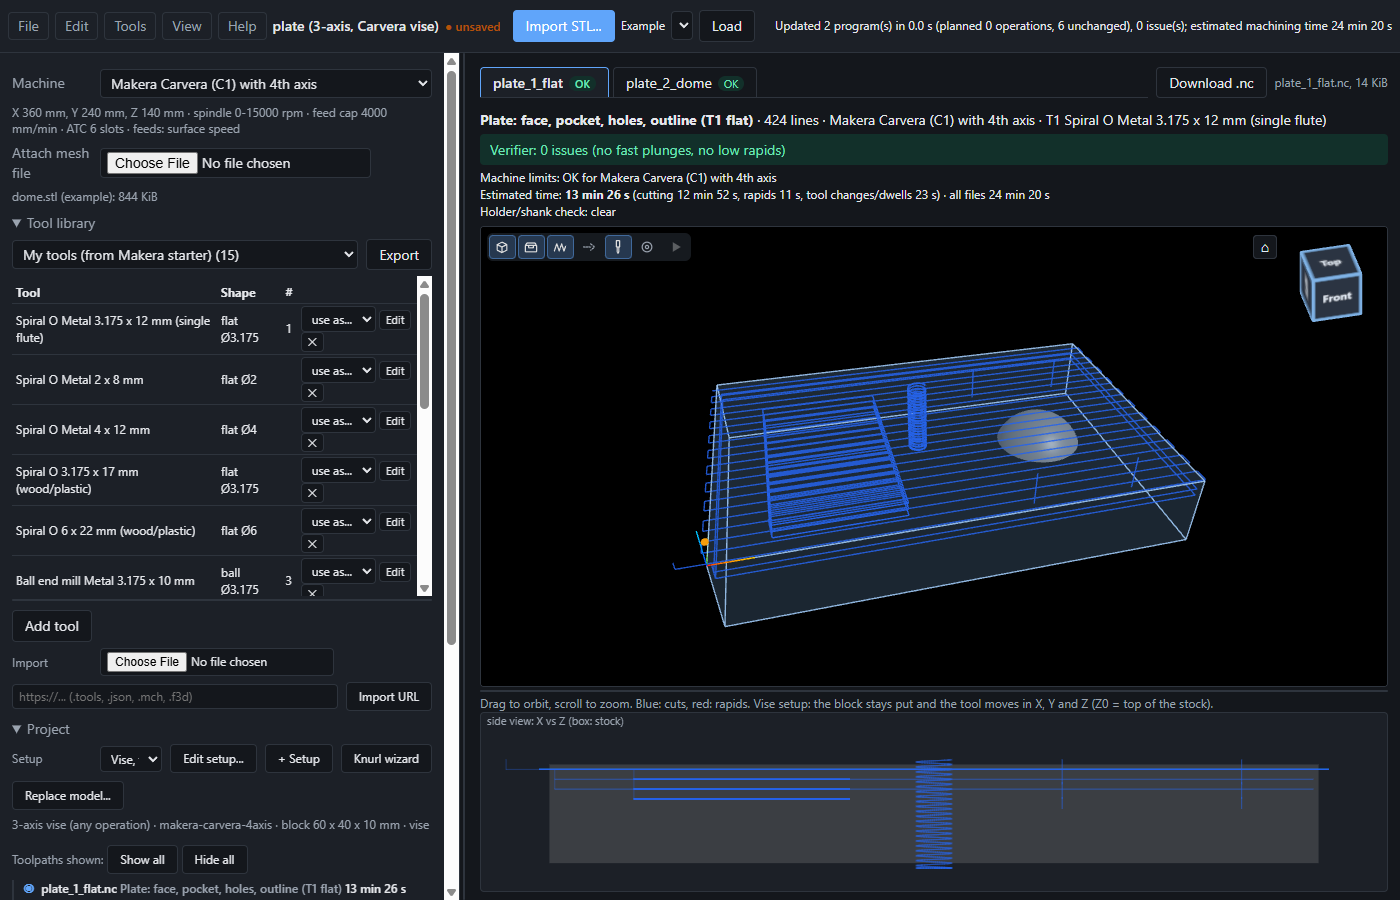 File Edit Tools View Help plate (3-axis, Carvera vise) ● unsaved Import STL... Example Load Updated 2 program(s) in 0.0 s (planned 0 operations, 6 unchanged), 0 issue(s); estimated machining time 24 min 20 s
Machine Makera Carvera (C1) with 4th axis
X 360 mm, Y 240 mm, Z 140 mm · spindle 0-15000 rpm · feed cap 4000
mm/min · ATC 6 slots · feeds: surface speed
Attach mesh file Choose File No file chosen
dome.stl (example): 844 KiB
▼ Tool library
My tools (from Makera starter) (15) Export
Tool Shape #
Spiral O Metal 3.175 x 12 mm (single flute) flat Ø3.175 1 use as... Edit ✕
Spiral O Metal 2 x 8 mm flat Ø2 use as... Edit ✕
Spiral O Metal 4 x 12 mm flat Ø4 use as... Edit ✕
Spiral O 3.175 x 17 mm (wood/plastic) flat Ø3.175 use as... Edit ✕
Spiral O 6 x 22 mm (wood/plastic) flat Ø6 use as... Edit ✕
Ball end mill Metal 3.175 x 10 mm ball Ø3.175 3 use as... Edit ✕
Add tool
Import Choose File No file chosen
https://... (.tools, .json, .mch, .f3d) Import URL
▼ Project
Setup Vise, Edit setup... + Setup Knurl wizard
Replace model...
3-axis vise (any operation) · makera-carvera-4axis · block 60 x 40 x 10 mm · vise
Toolpaths shown: Show all Hide all
plate_1_flat.nc Plate: face, pocket, holes, outline (T1 flat) 13 min 26 s
plate_1_flat OK plate_2_dome OK Download .nc plate_1_flat.nc, 14 KiB
Plate: face, pocket, holes, outline (T1 flat) · 424 lines · Makera Carvera (C1) with 4th axis · T1 Spiral O Metal 3.175 x 12 mm (single flute)
Verifier: 0 issues (no fast plunges, no low rapids)
Machine limits: OK for Makera Carvera (C1) with 4th axis
Estimated time: 13 min 26 s (cutting 12 min 52 s, rapids 11 s, tool changes/dwells 23 s) · all files 24 min 20 s
Holder/shank check: clear
Top
Front
Drag to orbit, scroll to zoom. Blue: cuts, red: rapids. Vise setup: the block stays put and the tool moves in X, Y and Z (Z0 = top of the stock).
side view: X vs Z (box: stock)